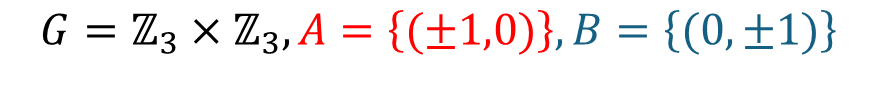 G = ℤ₃ × ℤ₃, A = {(±1,0)}, B = {(0, ±1)}